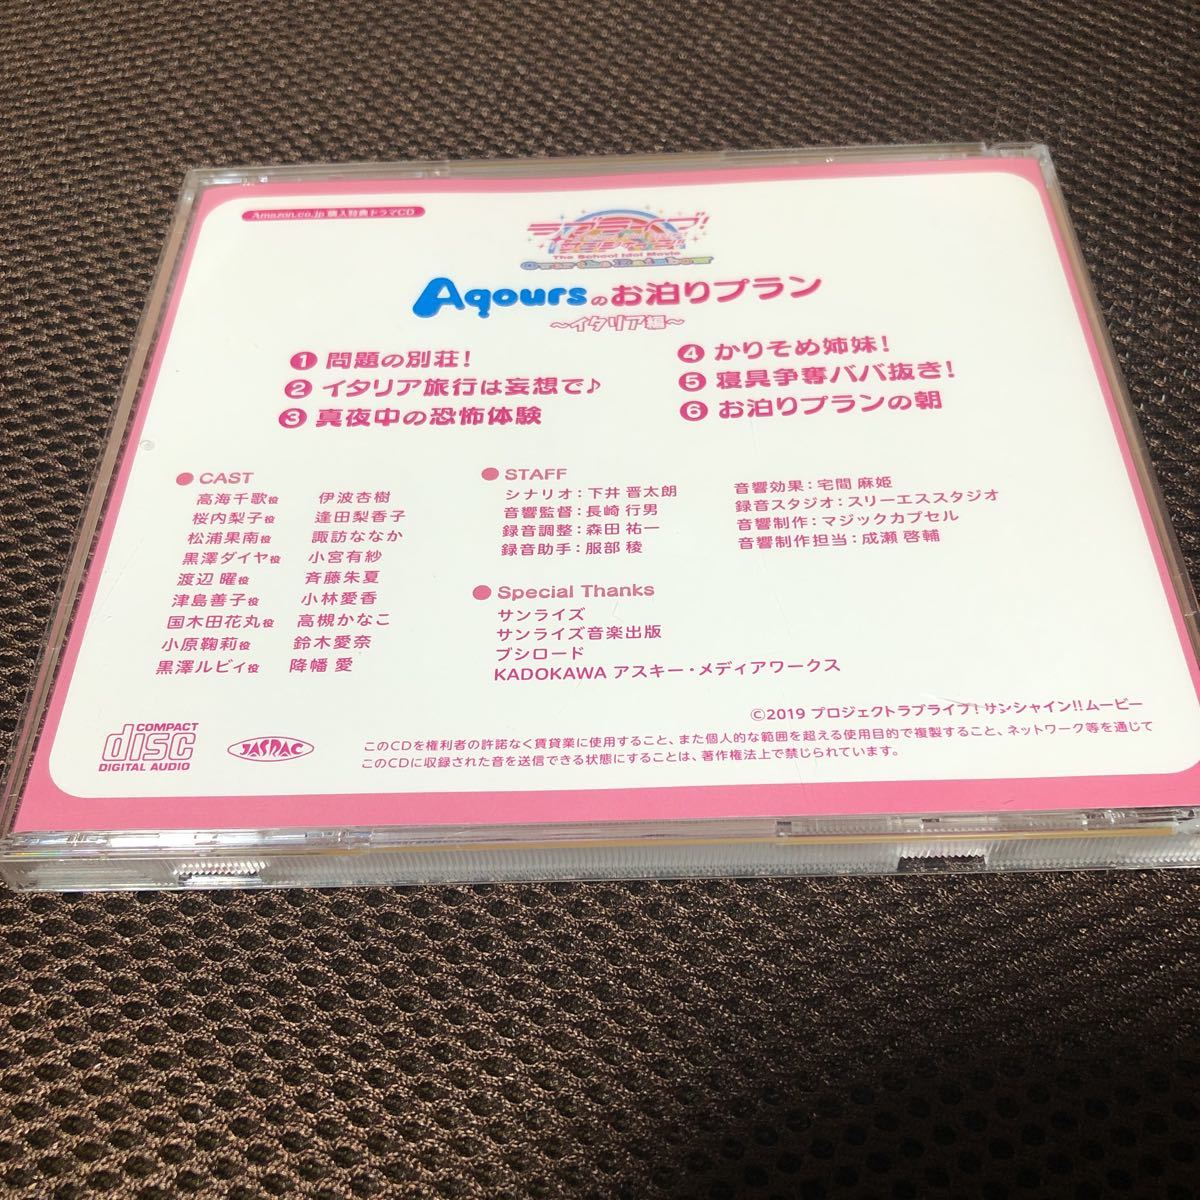 Amazon.co.jp 購入特典ドラマCD
ラブライブ!
サンシャイン!!
The School Idol Movie
Over the Rainbow
Aqoursのお泊りプラン
～イタリア編～
1 問題の別荘!
2 イタリア旅行は妄想で♪
3 真夜中の恐怖体験
4 かりそめ姉妹!
5 寝具争奪ババ抜き!
6 お泊りプランの朝
● CAST
高海千歌役 伊波杏樹
桜内梨子役 逢田梨香子
松浦果南役 諏訪ななか
黒澤ダイヤ役 小宮有紗
渡辺 曜役 斉藤朱夏
津島善子役 小林愛香
国木田花丸役 高槻かなこ
小原鞠莉役 鈴木愛奈
黒澤ルビィ役 降幡 愛
● STAFF
シナリオ：下井 晋太朗
音響監督：長崎 行男
録音調整：森田 祐一
録音助手：服部 稜
音響効果：宅間 麻姫
録音スタジオ：スリーエススタジオ
音響制作：マジックカプセル
音響制作担当：成瀬 啓輔
● Special Thanks
サンライズ
サンライズ音楽出版
ブシロード
KADOKAWA アスキー・メディアワークス
©2019 プロジェクトラブライブ！サンシャイン!!ムービー
COMPACT
disc
DIGITAL AUDIO
JASRAC
このCDを権利者の許諾なく賃貸業に使用すること、また個人的な範囲を超える使用目的で複製すること、ネットワーク等を通じて
このCDに収録された音を送信できる状態にすることは、著作権法上で禁じられています。